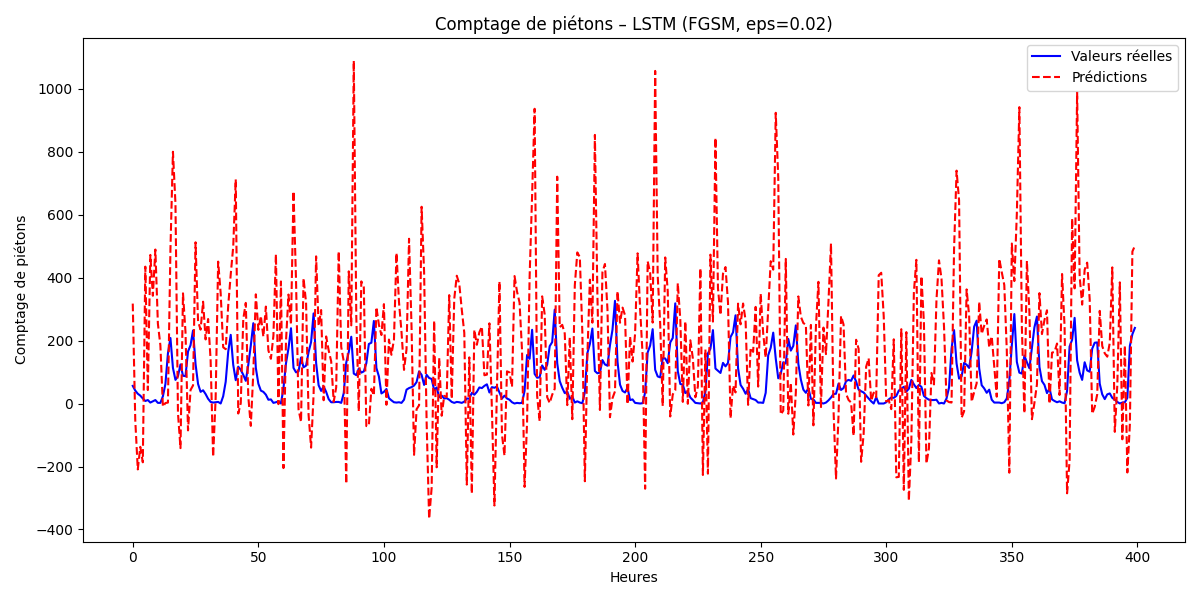 Comptage de piétons – LSTM (FGSM, eps=0.02)
Valeurs réelles
Prédictions
Comptage de piétons
1000
800
600
400
200
0
−200
−400
0 50 100 150 200 250 300 350 400
Heures